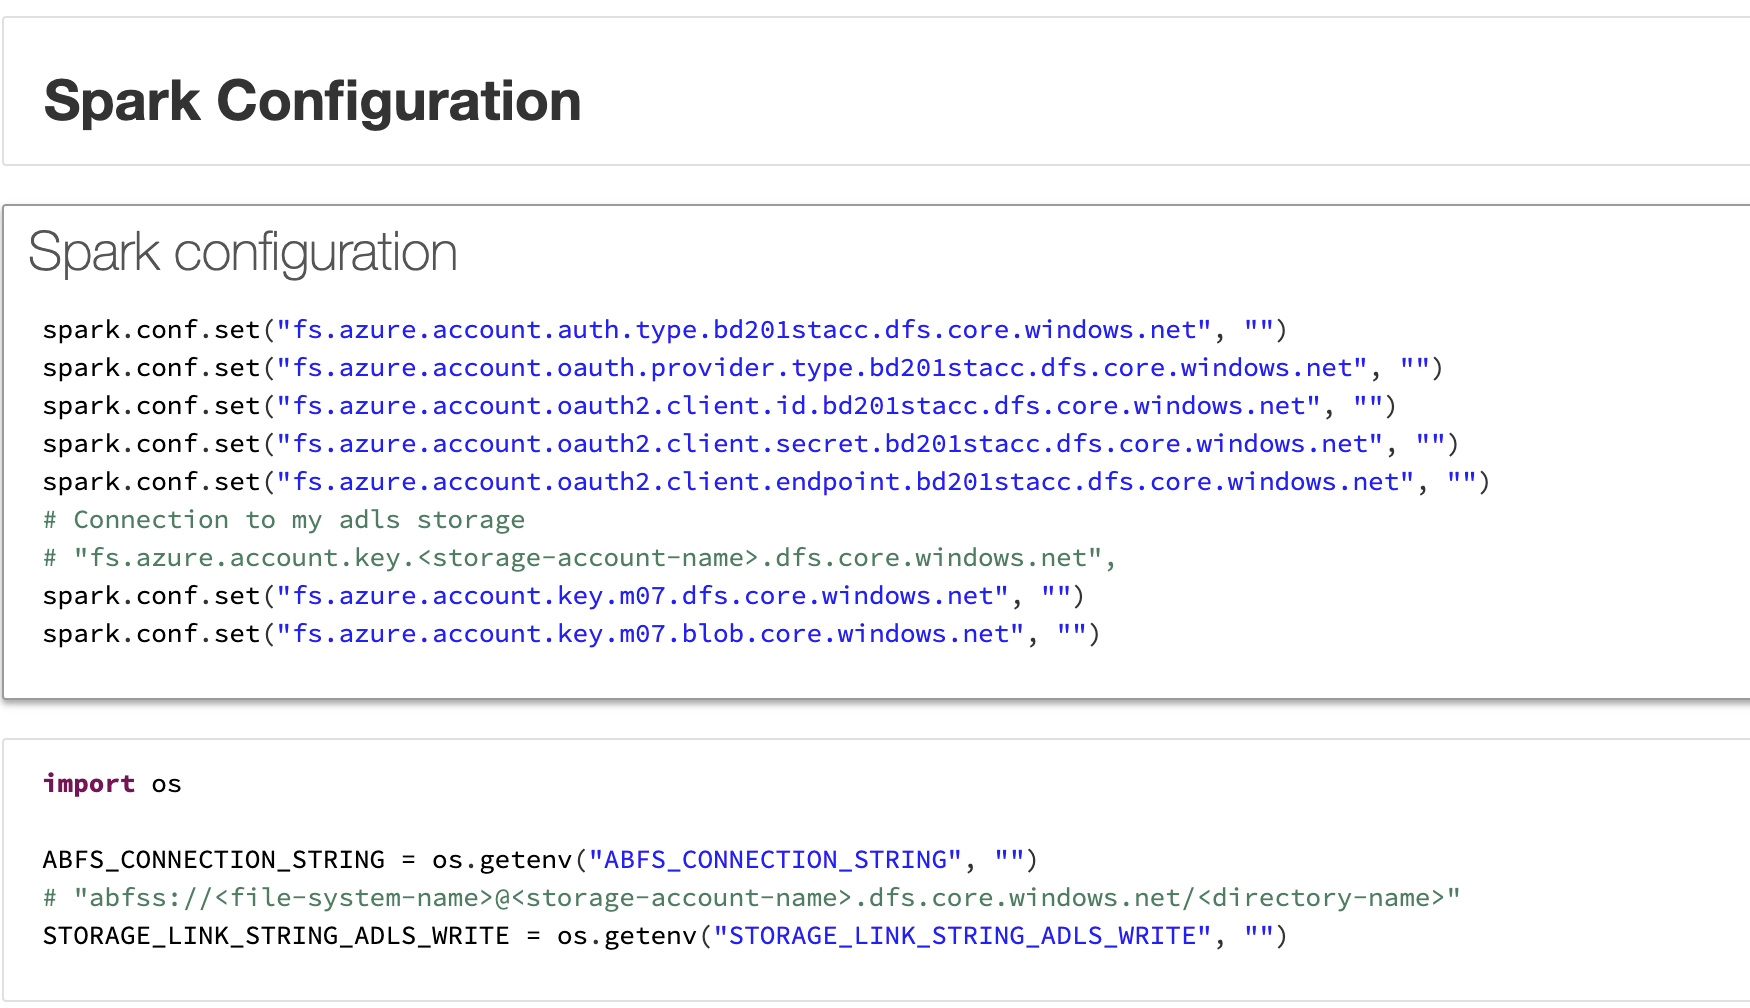 Spark Configuration
Spark configuration
spark.conf.set("fs.azure.account.auth.type.bd201stacc.dfs.core.windows.net", "")
spark.conf.set("fs.azure.account.oauth.provider.type.bd201stacc.dfs.core.windows.net", "")
spark.conf.set("fs.azure.account.oauth2.client.id.bd201stacc.dfs.core.windows.net", "")
spark.conf.set("fs.azure.account.oauth2.client.secret.bd201stacc.dfs.core.windows.net", "")
spark.conf.set("fs.azure.account.oauth2.client.endpoint.bd201stacc.dfs.core.windows.net", "")
# Connection to my adls storage
# "fs.azure.account.key.<storage-account-name>.dfs.core.windows.net",
spark.conf.set("fs.azure.account.key.m07.dfs.core.windows.net", "")
spark.conf.set("fs.azure.account.key.m07.blob.core.windows.net", "")
import os
ABFS_CONNECTION_STRING = os.getenv("ABFS_CONNECTION_STRING", "")
# "abfss://<file-system-name>@<storage-account-name>.dfs.core.windows.net/<directory-name>"
STORAGE_LINK_STRING_ADLS_WRITE = os.getenv("STORAGE_LINK_STRING_ADLS_WRITE", "")